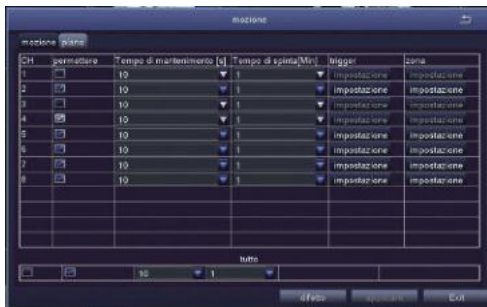 mozione
mozione piano
CH permettere Tempo di mantenimento [s] Tempo di spinta[Min] trigger zona
1 10 1 impostazione impostazione
2 10 1 impostazione impostazione
3 10 1 impostazione impostazione
4 10 1 impostazione impostazione
5 10 1 impostazione impostazione
6 10 1 impostazione impostazione
7 10 1 impostazione impostazione
8 10 1 impostazione impostazione
tutto
10 1
difetto Exit